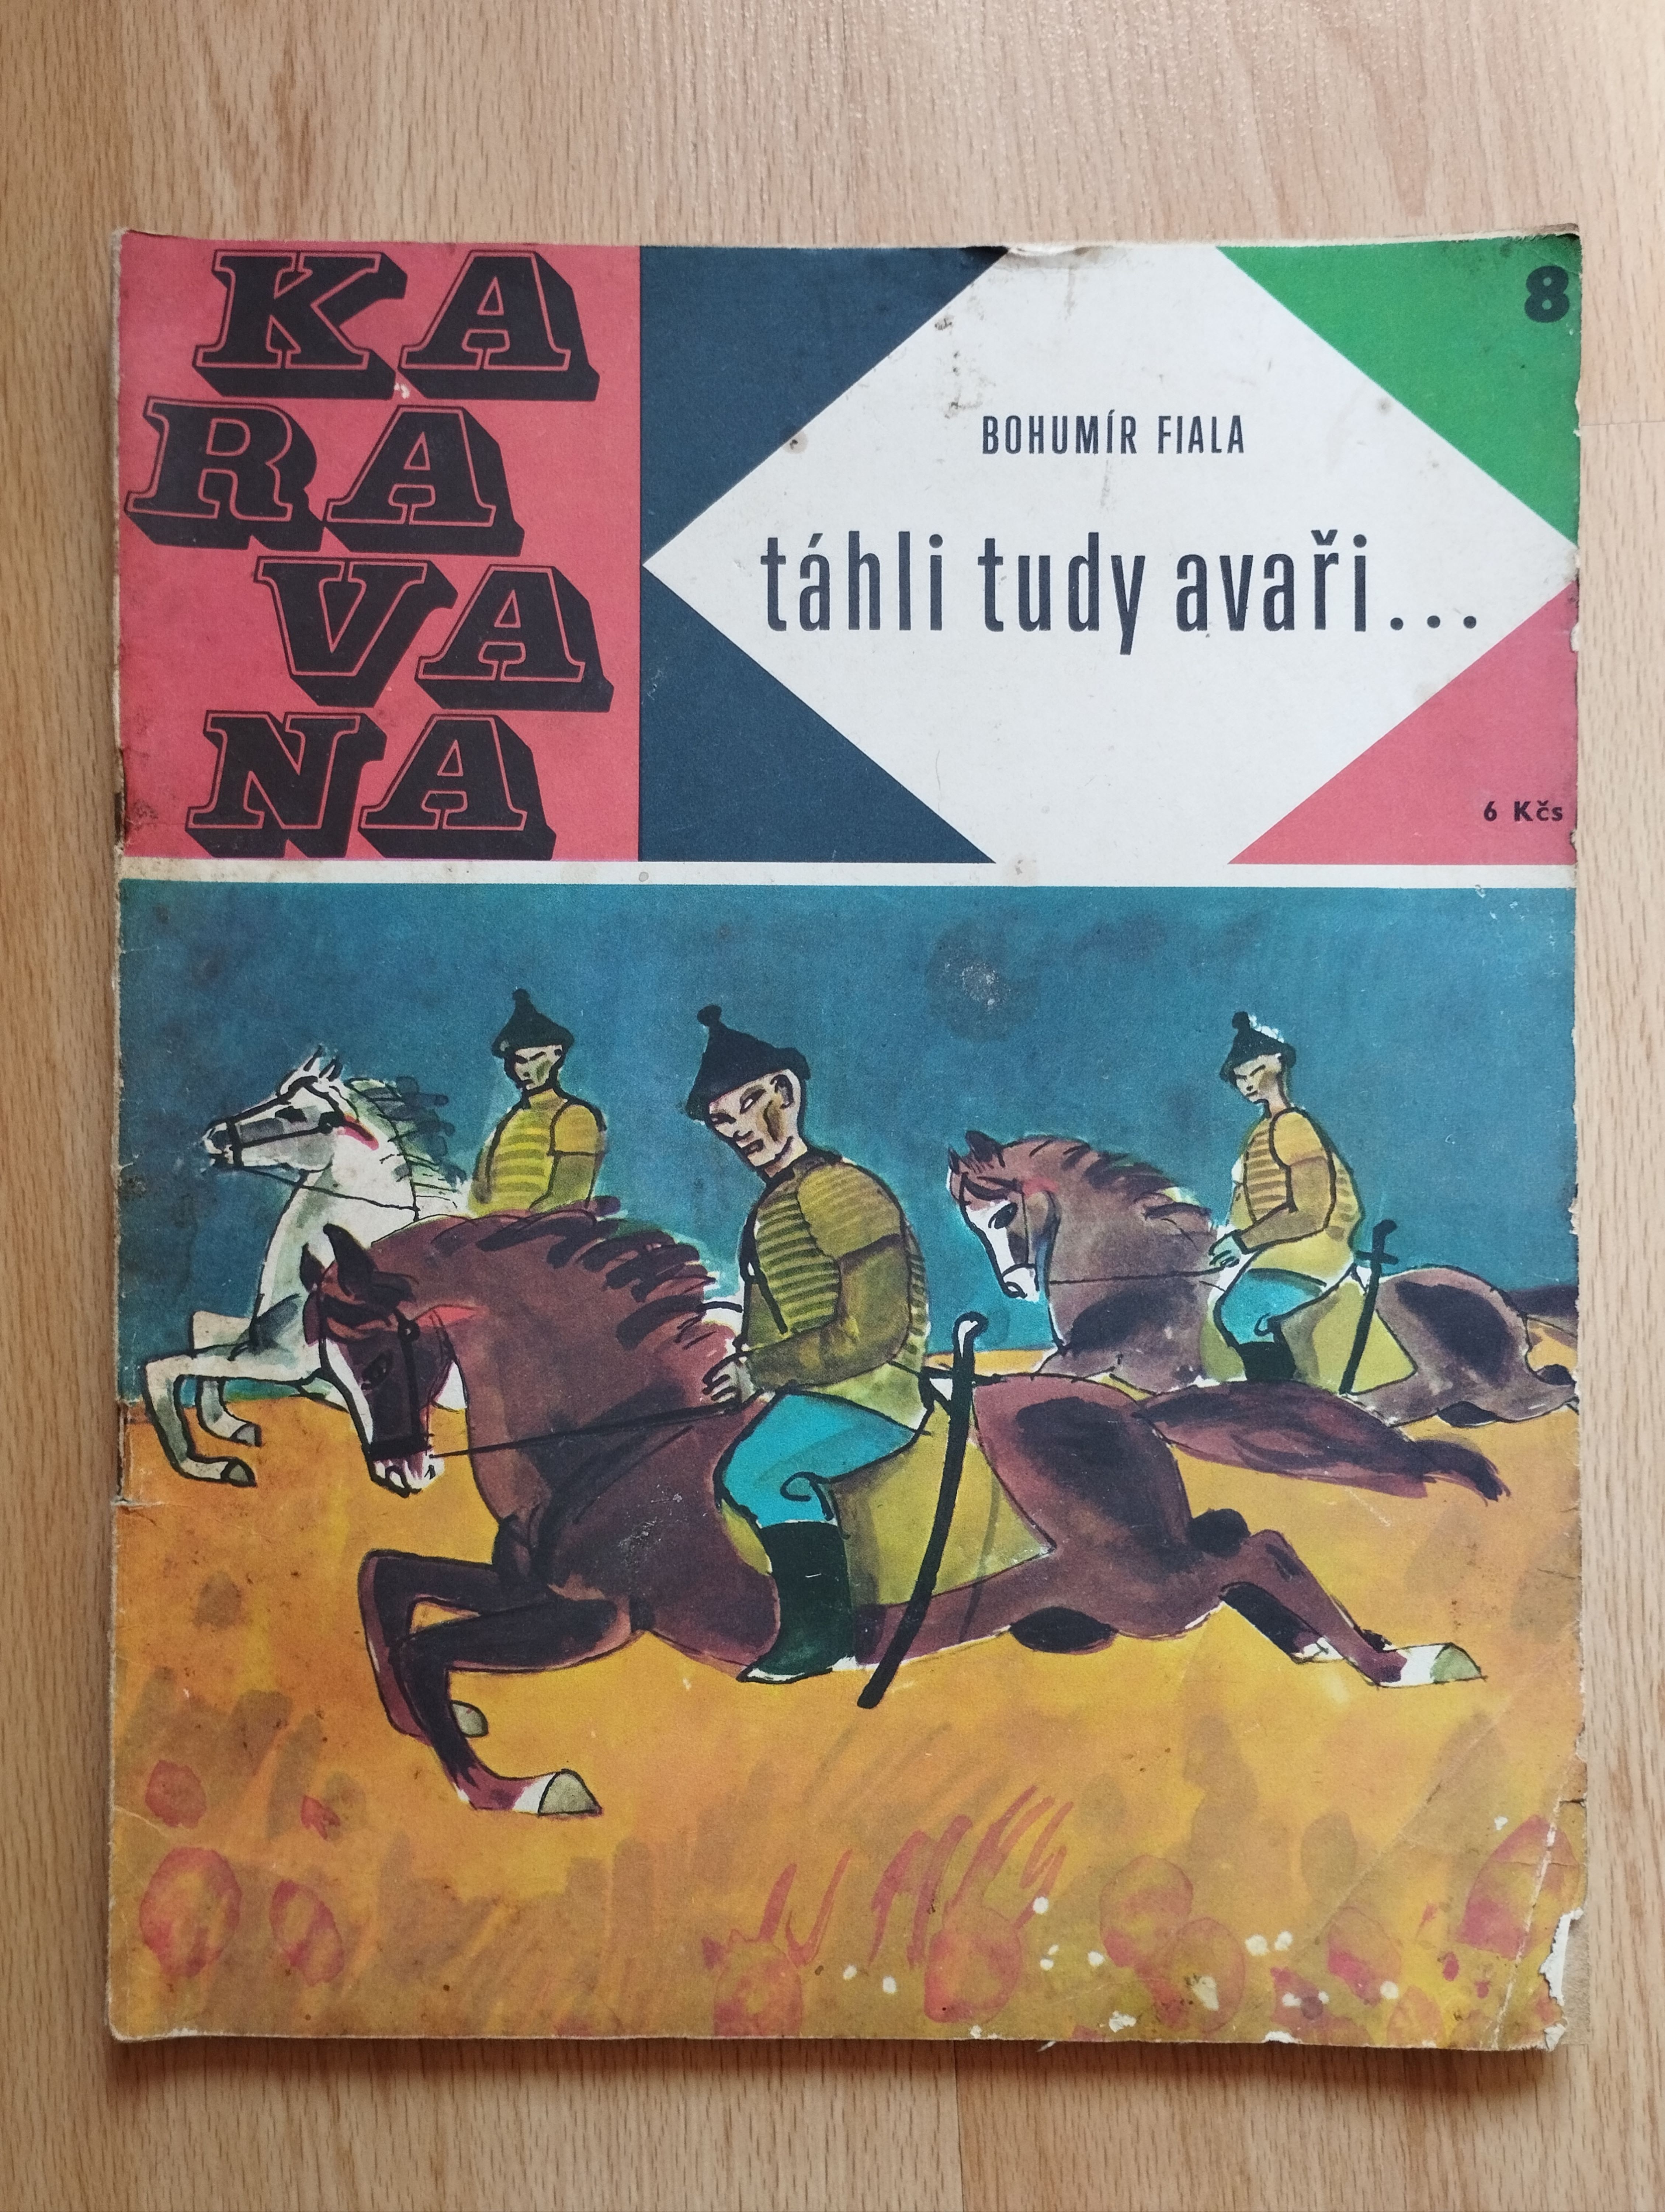 KA
RA
VA
NA
8
BOHUMÍR FIALA
táhli tudy avaři...
6 Kčs